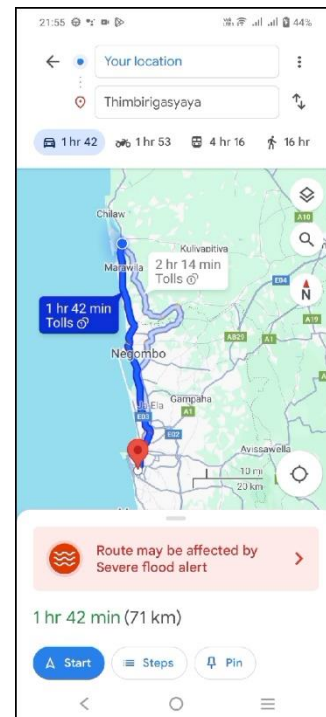 21:55
44%
Your location
Thimbirigasyaya
1 hr 42
1 hr 53
4 hr 16
16 hr
Chilaw
A10
Kuliyapitiya
Marawila
2 hr 14 min
Tolls
E04
N
1 hr 42 min
Tolls
A19
Negombo
A1
Ja Ela
Gampaha
A1
E03
E02
Avissawella
10 mi
20 km
Route may be affected by
Severe flood alert
1 hr 42 min (71 km)
Start
Steps
Pin